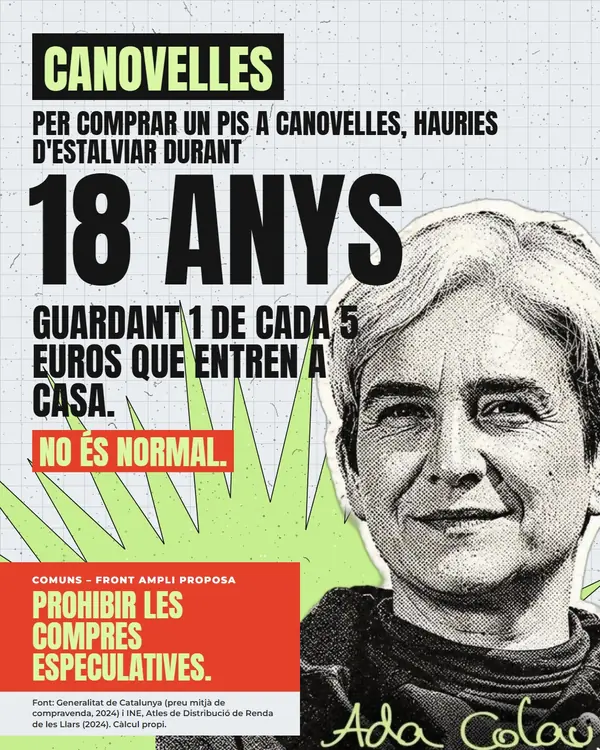 CANOVELLES
PER COMPRAR UN PIS A CANOVELLES, HAURIES
D'ESTALVIAR DURANT
18 ANYS
GUARDANT 1 DE CADA 5
EUROS QUE ENTREN A
CASA.
NO ÉS NORMAL.
COMUNS – FRONT AMPLI PROPOSA
PROHIBIR LES
COMPRES
ESPECULATIVES.
Font: Generalitat de Catalunya (preu mitjà de
compravenda, 2024) i INE, Atles de Distribució de Renda
de les Llars (2024). Càlcul propi.
Ada Colau